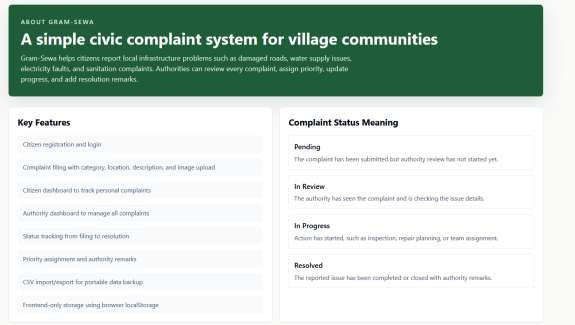 ABOUT GRAM-SEWA
A simple civic complaint system for village communities
Gram-Sewa helps citizens report local infrastructure problems such as damaged roads, water supply issues,
electricity faults, and sanitation complaints. Authorities can review every complaint, assign priority, update
progress, and add resolution remarks.
Key Features
Citizen registration and login
Complaint filing with category, location, description, and image upload
Citizen dashboard to track personal complaints
Authority dashboard to manage all complaints
Status tracking from filing to resolution
Priority assignment and authority remarks
CSV import/export for portable data backup
Frontend-only storage using browser localStorage
Complaint Status Meaning
Pending
The complaint has been submitted but authority review has not started yet.
In Review
The authority has seen the complaint and is checking the issue details.
In Progress
Action has started, such as inspection, repair planning, or team assignment.
Resolved
The reported issue has been completed or closed with authority remarks.